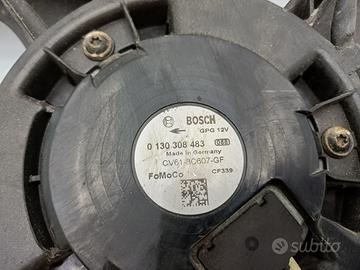 BOSCH
GPG 12V
0 130 308 483
Made in Germany
CV61-8C607-GF
FoMoCo CF339
subito